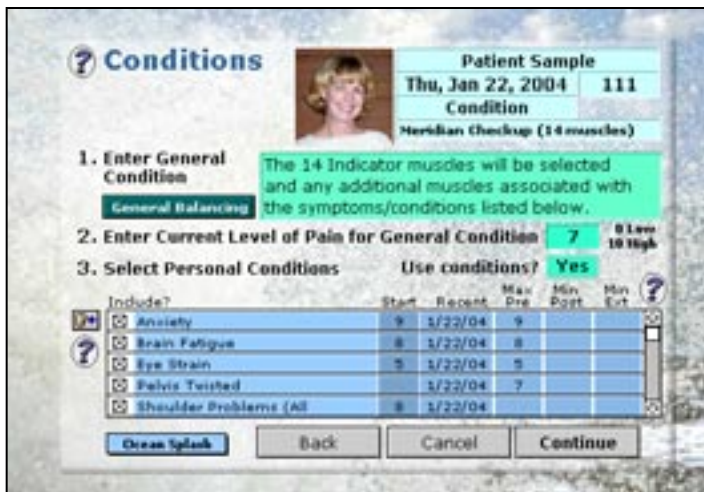 ? Conditions
Patient Sample
Thu, Jan 22, 2004 111
Condition
Meridian Checkup (14 muscles)
1. Enter General Condition
General Balancing
The 14 Indicator muscles will be selected
and any additional muscles associated with
the symptoms/conditions listed below.
2. Enter Current Level of Pain for General Condition 7 0 Low
10 High
3. Select Personal Conditions Use conditions? Yes
Include? Start Recent Max Pre Min Post Min Ext ?
Anxiety 9 1/22/04 9
? Brain Fatigue 8 1/22/04 8
Eye Strain 5 1/22/04 5
Pelvis Twisted 1/22/04 7
Shoulder Problems (All 8 1/22/04
Ocean Splash Back Cancel Continue